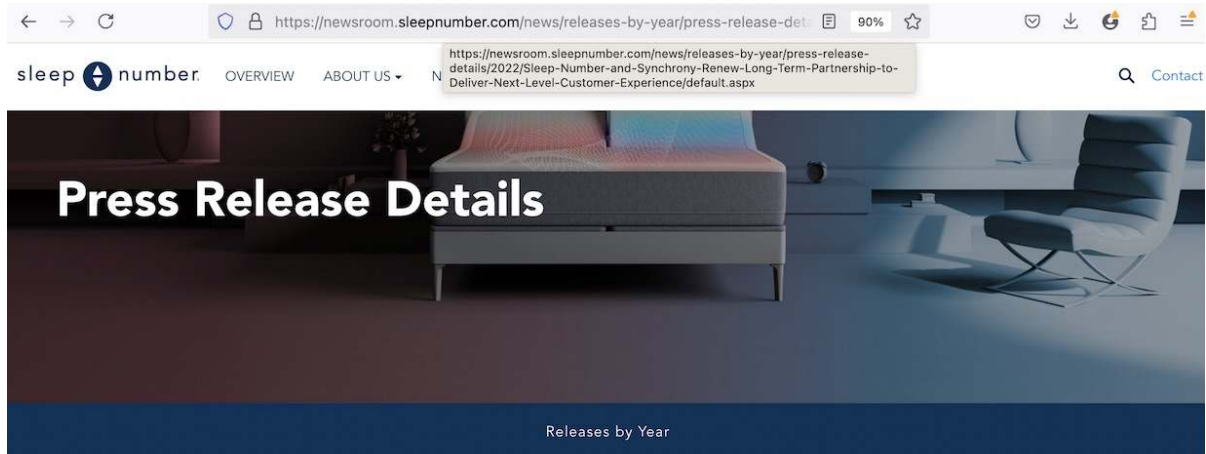 https://newsroom.sleepnumber.com/news/releases-by-year/press-release-deta 90%
https://newsroom.sleepnumber.com/news/releases-by-year/press-release-
details/2022/Sleep-Number-and-Synchrony-Renew-Long-Term-Partnership-to-
Deliver-Next-Level-Customer-Experience/default.aspx
sleep number. OVERVIEW ABOUT US N Contact
Press Release Details
Releases by Year